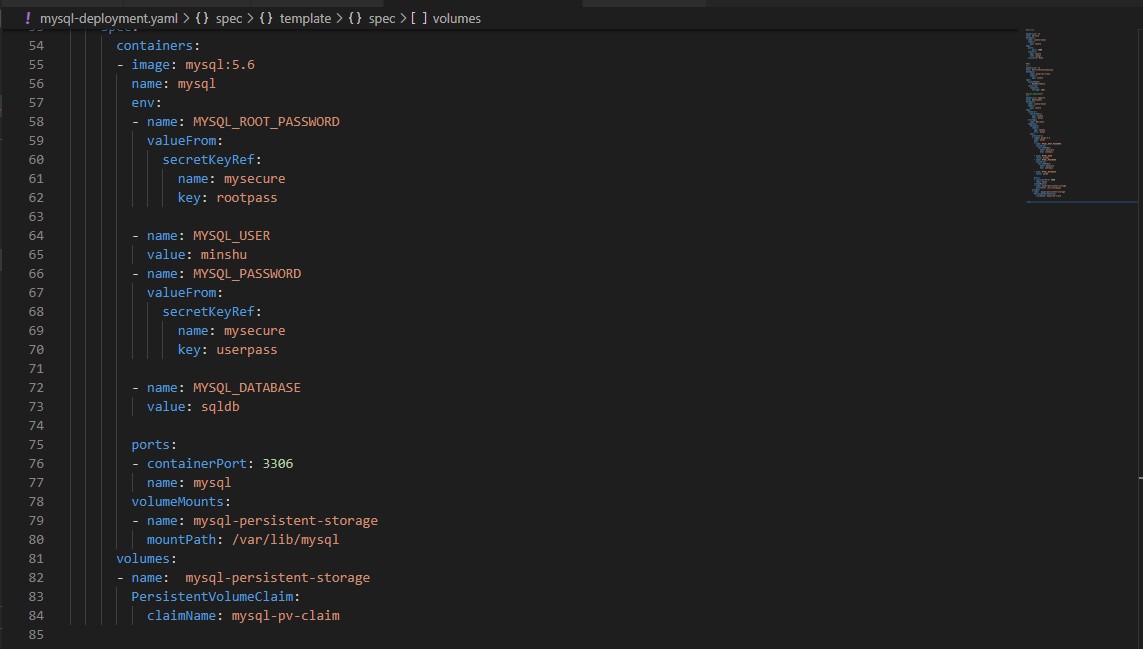 ! mysql-deployment.yaml > {} spec > {} template > {} spec > [ ] volumes
54 containers:
55 - image: mysql:5.6
56 name: mysql
57 env:
58 - name: MYSQL_ROOT_PASSWORD
59 valueFrom:
60 secretKeyRef:
61 name: mysecure
62 key: rootpass
63
64 - name: MYSQL_USER
65 value: minshu
66 - name: MYSQL_PASSWORD
67 valueFrom:
68 secretKeyRef:
69 name: mysecure
70 key: userpass
71
72 - name: MYSQL_DATABASE
73 value: sqldb
74
75 ports:
76 - containerPort: 3306
77 name: mysql
78 volumeMounts:
79 - name: mysql-persistent-storage
80 mountPath: /var/lib/mysql
81 volumes:
82 - name:  mysql-persistent-storage
83 PersistentVolumeClaim:
84 claimName: mysql-pv-claim
85